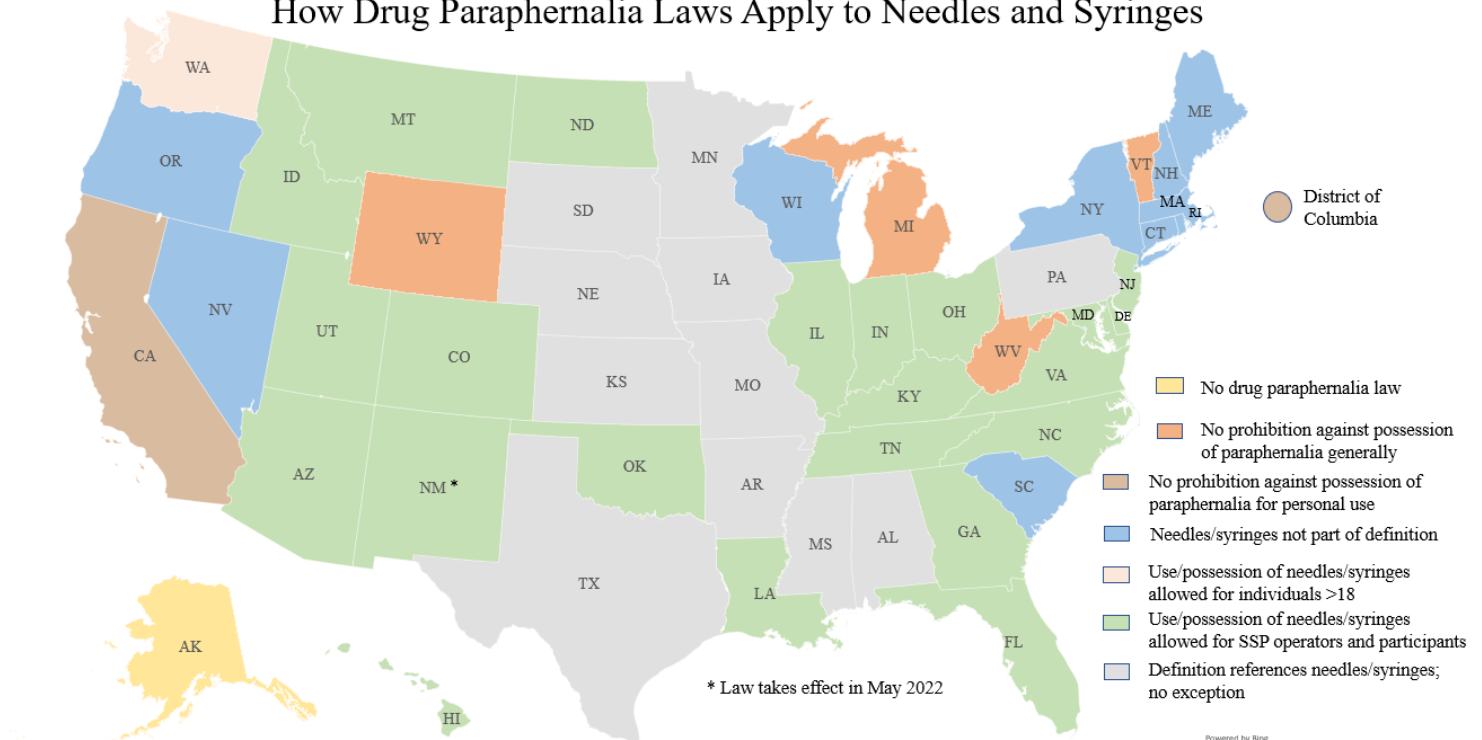 How Drug Paraphernalia Laws Apply to Needles and Syringes
WA
MT
ND
MN
ME
OR
ID
SD
WI
VT
NH
MA
RI
NY
CT
District of
Columbia
WY
MI
NV
UT
CO
NE
IA
PA
NJ
CA
IL
IN
OH
MD
DE
KS
MO
WV
VA
KY
No drug paraphernalia law
AZ
NM *
OK
AR
TN
NC
No prohibition against possession
of paraphernalia generally
SC
No prohibition against possession of
paraphernalia for personal use
TX
LA
MS
AL
GA
Needles/syringes not part of definition
Use/possession of needles/syringes
allowed for individuals >18
AK
HI
FL
Use/possession of needles/syringes
allowed for SSP operators and participants
* Law takes effect in May 2022
Definition references needles/syringes;
no exception
Powered by Bing